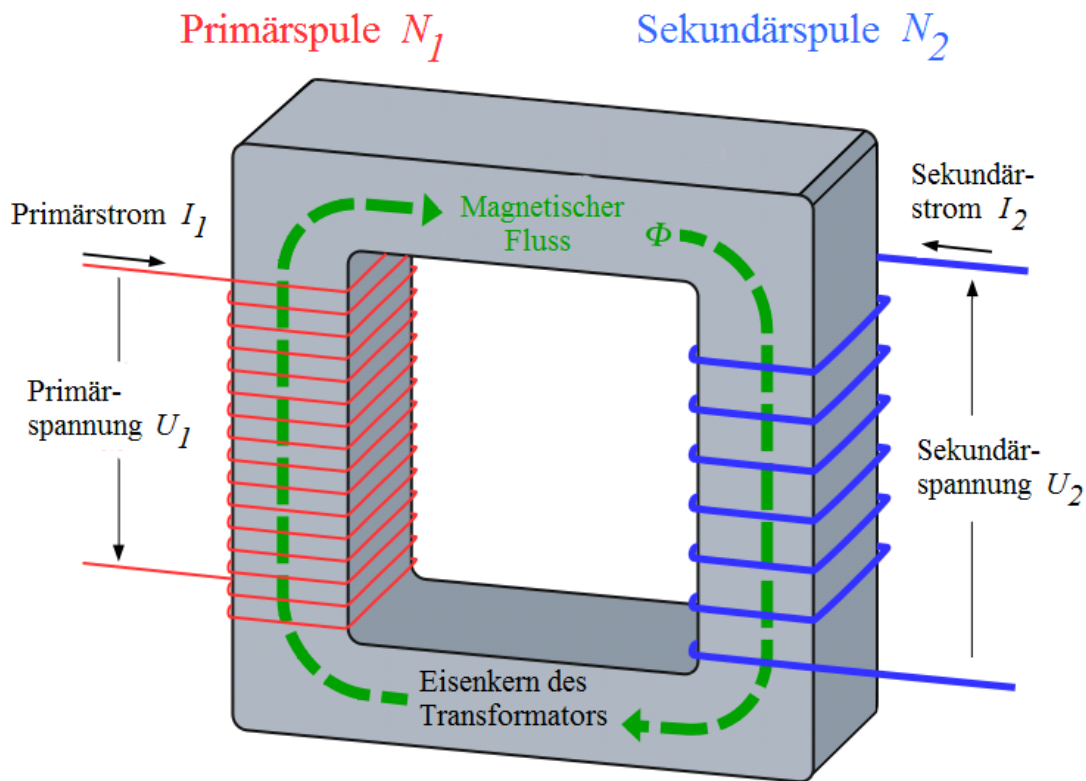 Primärspule N1
Sekundärspule N2
Primärstrom I1
Magnetischer
Fluss
Φ
Sekundär-
strom I2
Primär-
spannung U1
Sekundär-
spannung U2
Eisenkern des
Transformators